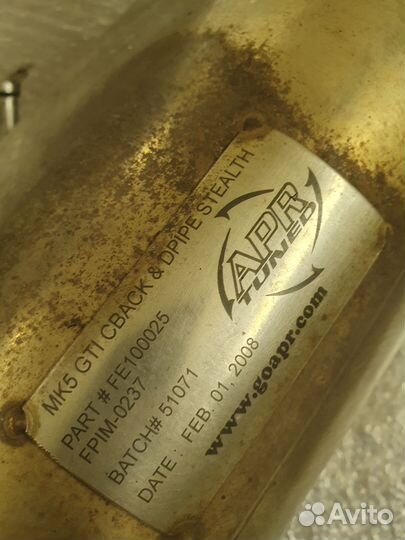 MK5 GTI CBACK & DPIPE STEALTH
PART # FE100025
FPIM-0237
BATCH# 51071
DATE: FEB. 01, 2008
APR
TUNED
www.goapr.com
Avito